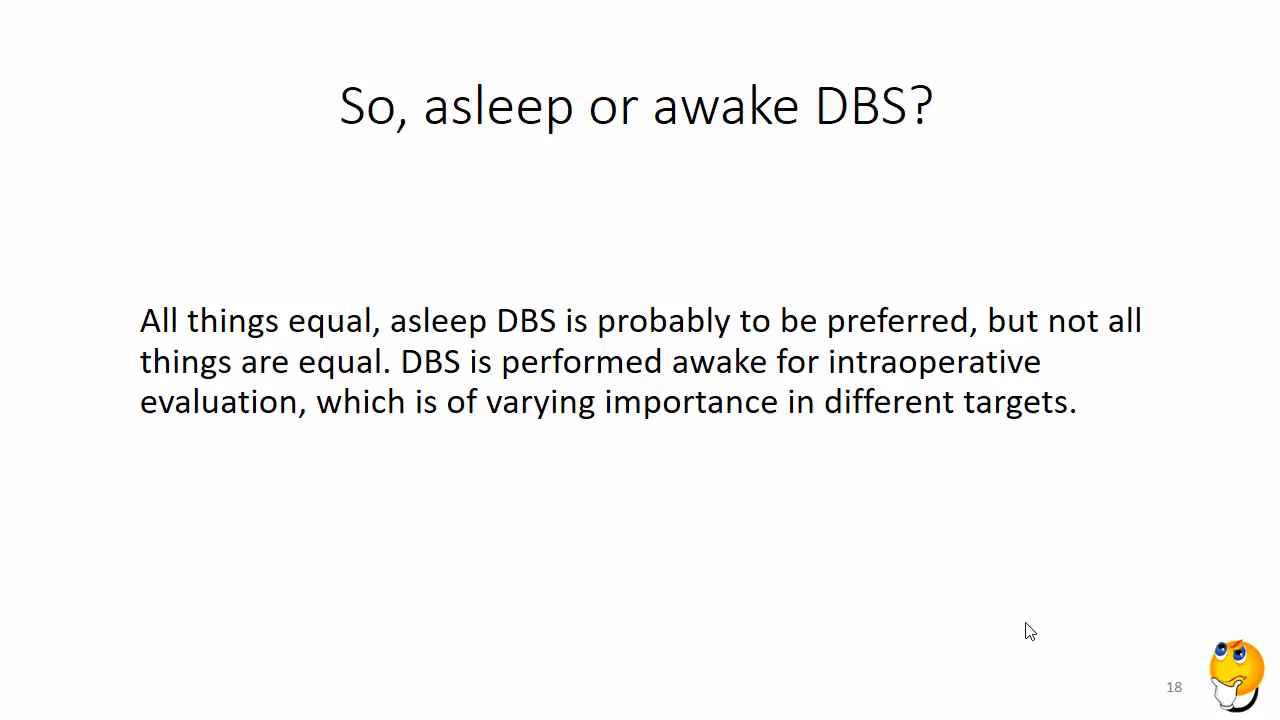 So, asleep or awake DBS?
All things equal, asleep DBS is probably to be preferred, but not all
things are equal. DBS is performed awake for intraoperative
evaluation, which is of varying importance in different targets.
18